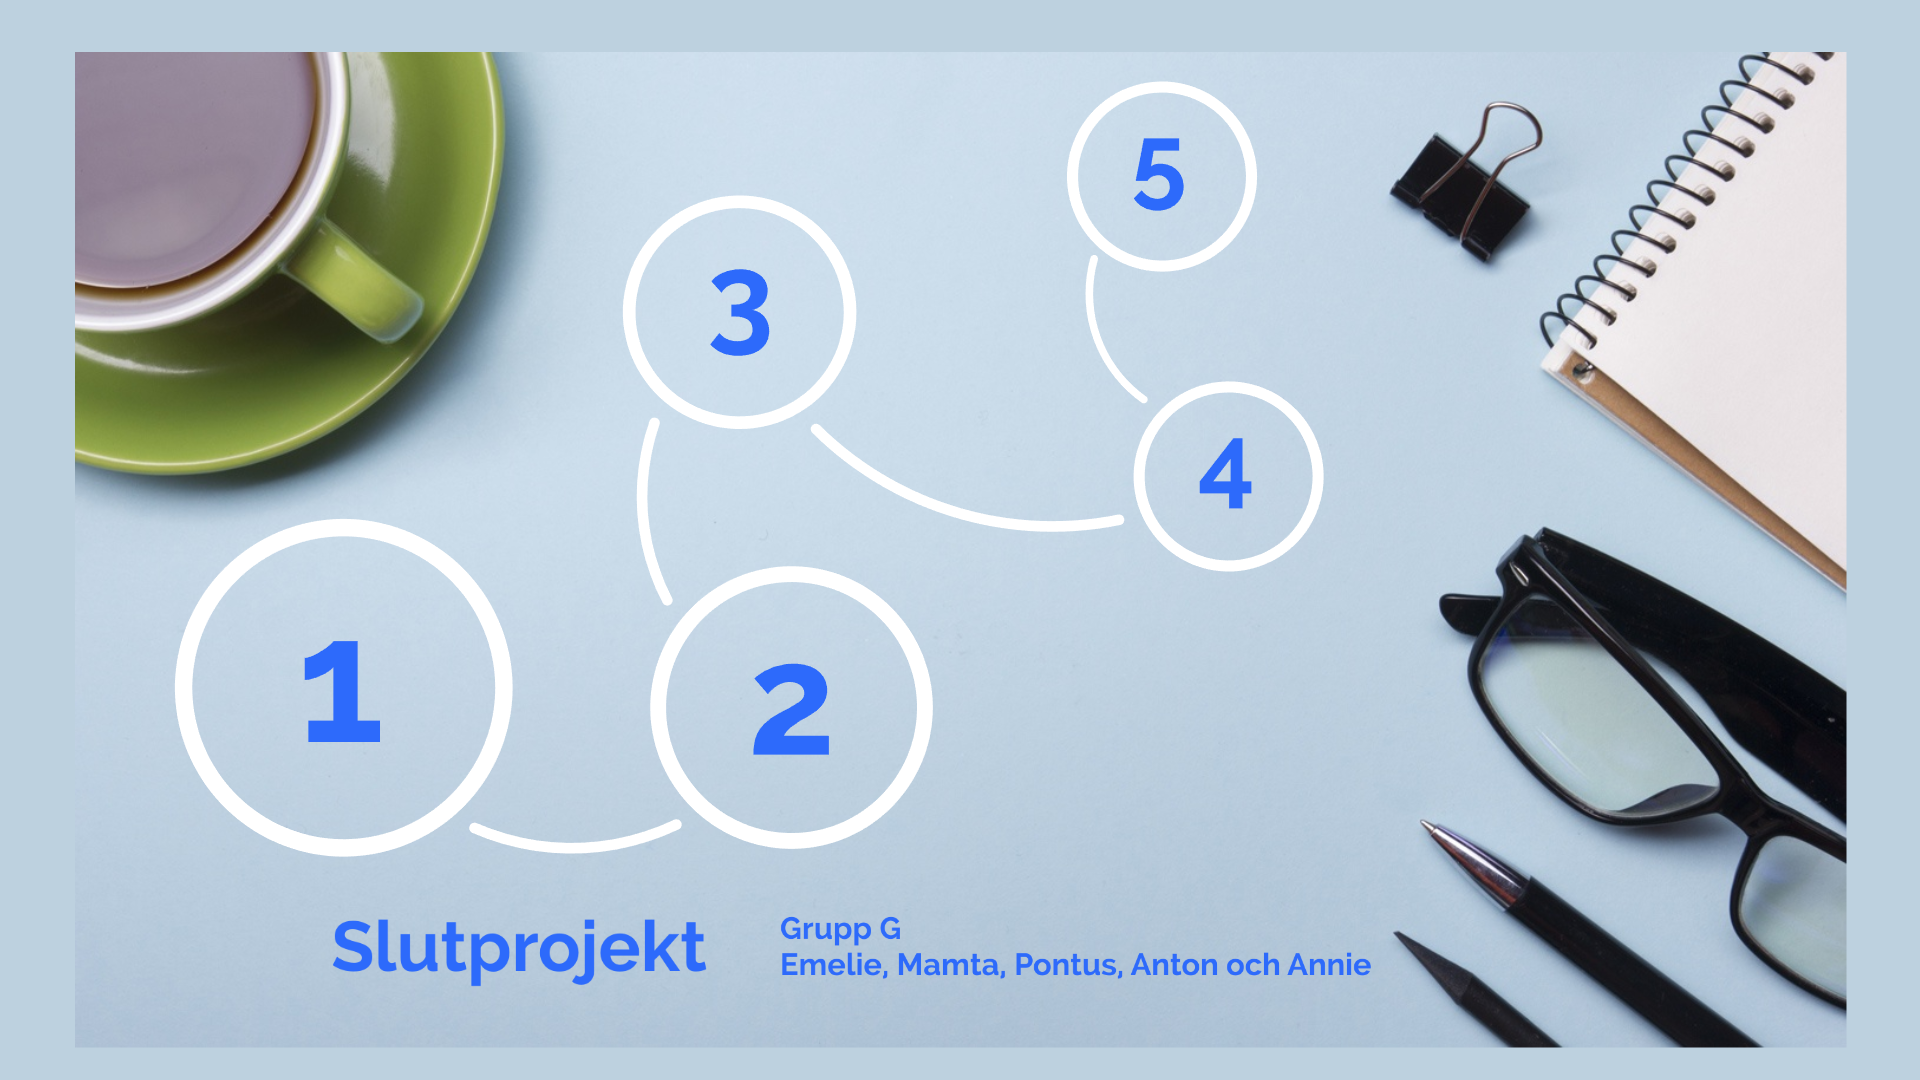 5
3
4
1
2
Slutprojekt
Grupp G
Emelie, Mamta, Pontus, Anton och Annie